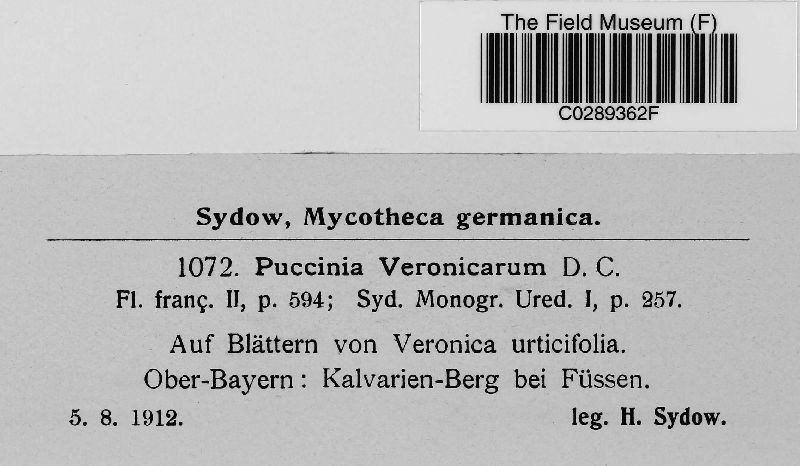 The Field Museum (F)
C0289362F
Sydow, Mycotheca germanica.
1072. Puccinia Veronicarum D. C.
Fl. franç. II, p. 594; Syd. Monogr. Ured. I, p. 257.
Auf Blättern von Veronica urticifolia.
Ober-Bayern: Kalvarien-Berg bei Füssen.
5. 8. 1912. leg. H. Sydow.